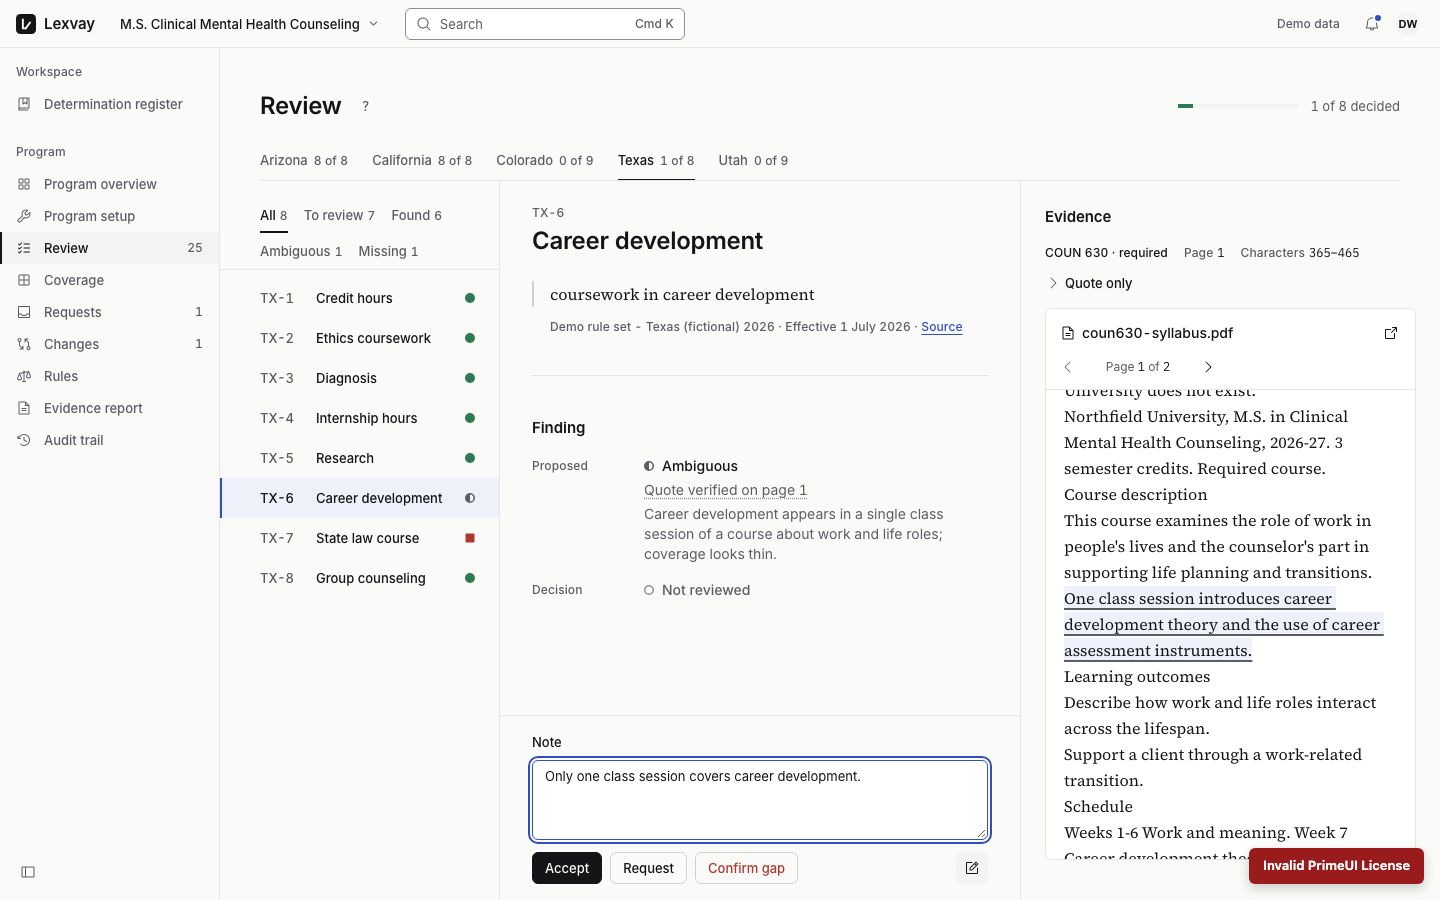 Lexvay
M.S. Clinical Mental Health Counseling
Search
Cmd K
Demo data
DW
Workspace
Determination register
Program
Program overview
Program setup
Review 25
Coverage
Requests 1
Changes 1
Rules
Evidence report
Audit trail
Review ?
1 of 8 decided
Arizona 8 of 8
California 8 of 8
Colorado 0 of 9
Texas 1 of 8
Utah 0 of 9
All 8
To review 7
Found 6
Ambiguous 1
Missing 1
TX-1 Credit hours
TX-2 Ethics coursework
TX-3 Diagnosis
TX-4 Internship hours
TX-5 Research
TX-6 Career development
TX-7 State law course
TX-8 Group counseling
TX-6
Career development
coursework in career development
Demo rule set - Texas (fictional) 2026 · Effective 1 July 2026 · Source
Finding
Proposed
Ambiguous
Quote verified on page 1
Career development appears in a single class
session of a course about work and life roles;
coverage looks thin.
Decision
Not reviewed
Note
Only one class session covers career development.
Accept
Request
Confirm gap
Evidence
COUN 630 · required
Page 1
Characters 365–465
Quote only
coun630-syllabus.pdf
Page 1 of 2
University does not exist.
Northfield University, M.S. in Clinical
Mental Health Counseling, 2026-27. 3
semester credits. Required course.
Course description
This course examines the role of work in
people's lives and the counselor's part in
supporting life planning and transitions.
One class session introduces career
development theory and the use of career
assessment instruments.
Learning outcomes
Describe how work and life roles interact
across the lifespan.
Support a client through a work-related
transition.
Schedule
Weeks 1-6 Work and meaning. Week 7
Career development
Invalid PrimeUI License